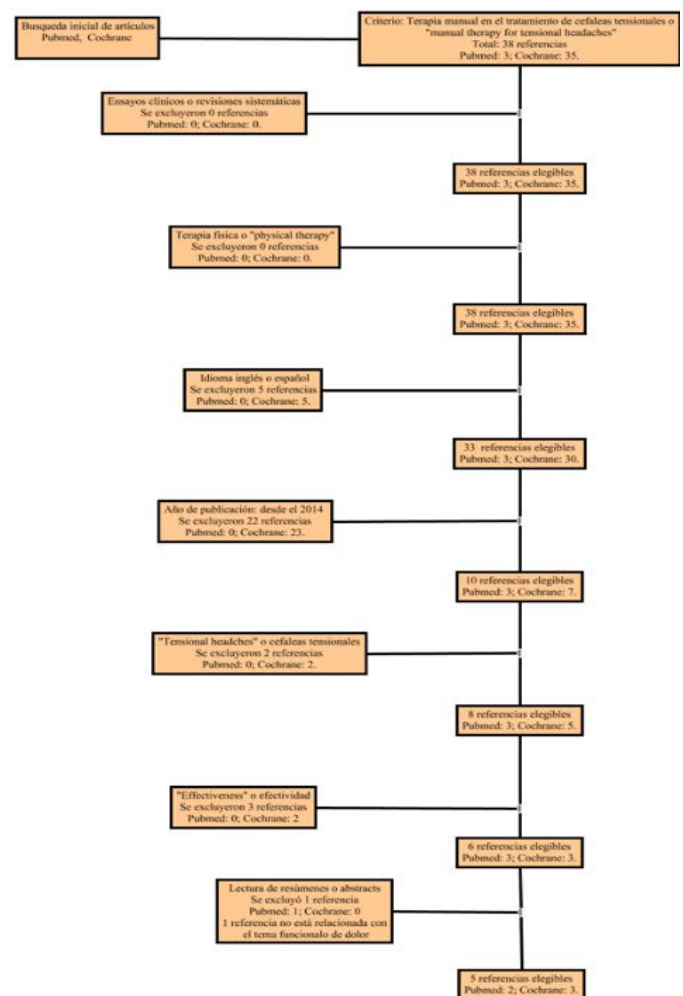 Busqueda inicial de artículos
Pubmed, Cochrane
Criterio: Terapia manual en el tratamiento de cefaleas tensionales o
"manual therapy for tensional headaches"
Total: 38 referencias
Pubmed: 3; Cochrane: 35.
Ensayos clínicos o revisiones sistemáticas
Se excluyeron 0 referencias
Pubmed: 0; Cochrane: 0.
38 referencias elegibles
Pubmed: 3; Cochrane: 35.
Terapia física o "physical therapy"
Se excluyeron 0 referencias
Pubmed: 0; Cochrane: 0.
38 referencias elegibles
Pubmed: 3; Cochrane: 35.
Idioma inglés o español
Se excluyeron 5 referencias
Pubmed: 0; Cochrane: 5.
33 referencias elegibles
Pubmed: 3; Cochrane: 30.
Año de publicación: desde el 2014
Se excluyeron 22 referencias
Pubmed: 0; Cochrane: 23.
10 referencias elegibles
Pubmed: 3; Cochrane: 7.
"Tensional headches" o cefaleas tensionales
Se excluyeron 2 referencias
Pubmed: 0; Cochrane: 2.
8 referencias elegibles
Pubmed: 3; Cochrane: 5.
"Effectiveness" o efectividad
Se excluyeron 3 referencias
Pubmed: 0; Cochrane: 2
6 referencias elegibles
Pubmed: 3; Cochrane: 3.
Lectura de resúmenes o abstracts
Se excluyó 1 referencia
Pubmed: 1; Cochrane: 0
1 referencia no está relacionada con
el tema funcionalo de dolor
5 referencias elegibles
Pubmed: 2; Cochrane: 3.